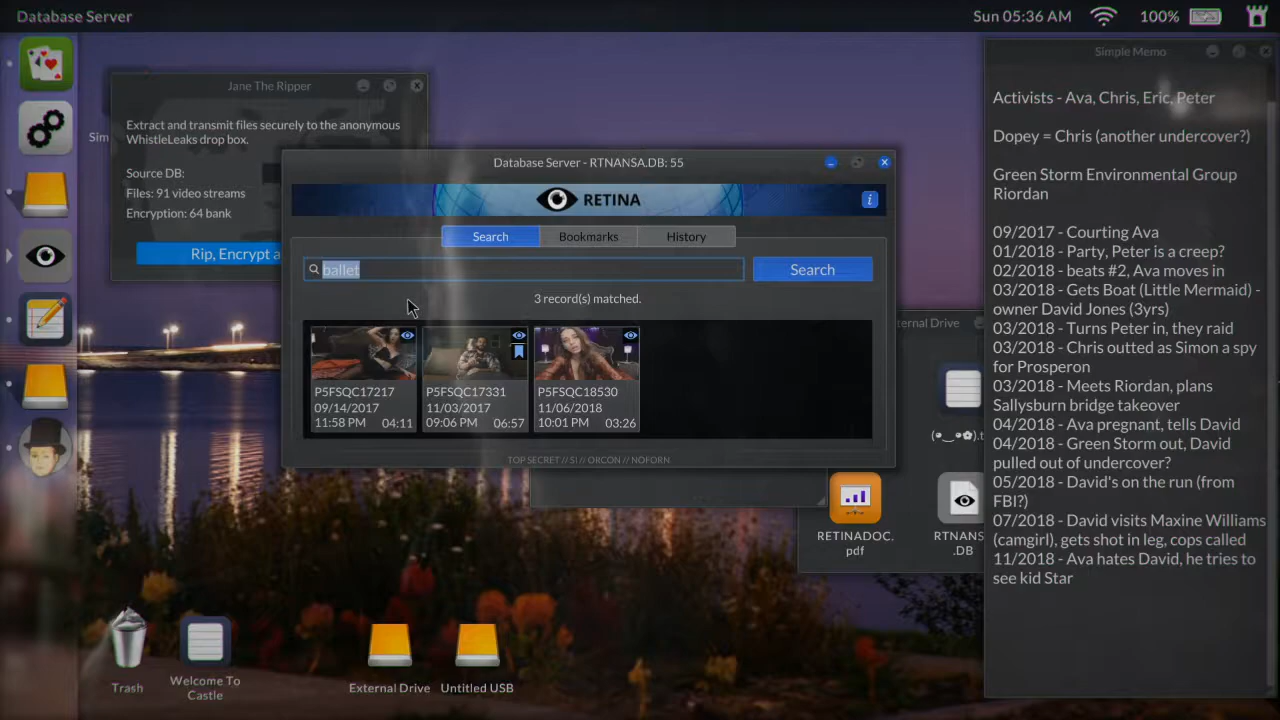 Database Server
Sun 05:36 AM
100%
Jane The Ripper
Extract and transmit files securely to the anonymous
WhistleLeaks drop box.
Source DB:
Files: 91 video streams
Encryption: 64 bank
Rip, Encrypt a
Sim
Database Server - RTNANSA.DB: 55
RETINA
i
Search
Bookmarks
History
ballet
Search
3 record(s) matched.
P5FSQC17217
09/14/2017
11:58 PM 04:11
P5FSQC17331
11/03/2017
09:06 PM 06:57
P5FSQC18530
11/06/2018
10:01 PM 03:26
TOP SECRET // SI // ORCON // NOFORN
ernal Drive
RETINADOC.
pdf
RTNANS
.DB
Simple Memo
Activists - Ava, Chris, Eric, Peter
Dopey = Chris (another undercover?)
Green Storm Environmental Group
Riordan
09/2017 - Courting Ava
01/2018 - Party, Peter is a creep?
02/2018 - beats #2, Ava moves in
03/2018 - Gets Boat (Little Mermaid) -
owner David Jones (3yrs)
03/2018 - Turns Peter in, they raid
03/2018 - Chris outted as Simon a spy
for Prosperon
03/2018 - Meets Riordan, plans
Sallysburn bridge takeover
04/2018 - Ava pregnant, tells David
04/2018 - Green Storm out, David
pulled out of undercover?
05/2018 - David's on the run (from
FBI?)
07/2018 - David visits Maxine Williams
(camgirl), gets shot in leg, cops called
11/2018 - Ava hates David, he tries to
see kid Star
Trash
Welcome To
Castle
External Drive
Untitled USB